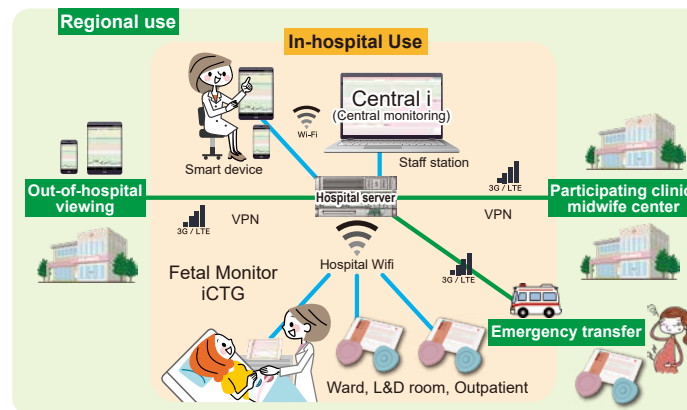 Regional use
In-hospital Use
Central i
(Central monitoring)
Wi-Fi
Smart device
Staff station
3G / LTE
Out-of-hospital
viewing
Hospital server
Participating clinic
midwife center
VPN
VPN
3G / LTE
Hospital Wifi
3G / LTE
Fetal Monitor
iCTG
Emergency transfer
Ward, L&D room, Outpatient